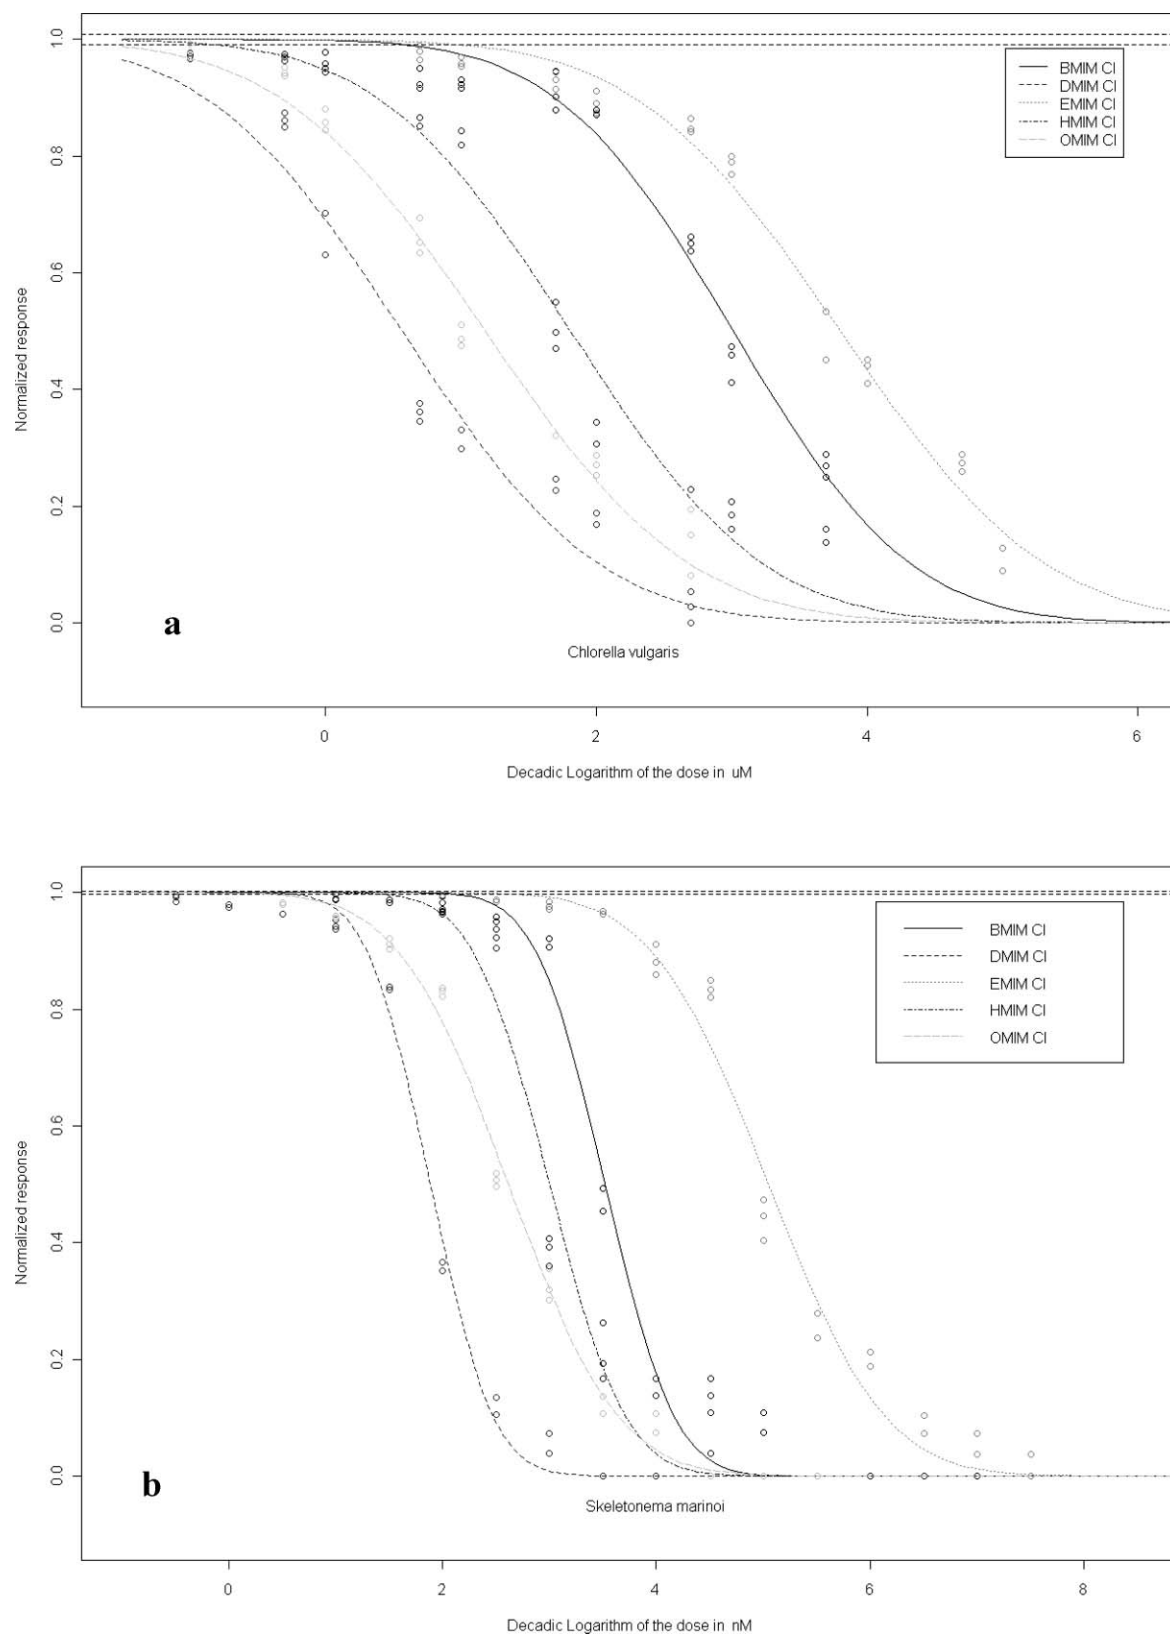 1.0
0.8
0.6
0.4
0.2
0.0
Normalized response
BMIM Cl
DMIM Cl
EMIM Cl
HMIM Cl
OMIM Cl
a
Chlorella vulgaris
0 2 4 6
Decadic Logarithm of the dose in uM
1.0
0.8
0.6
0.4
0.2
0.0
Normalized response
BMIM Cl
DMIM Cl
EMIM Cl
HMIM Cl
OMIM Cl
b
Skeletonema marinoi
0 2 4 6 8
Decadic Logarithm of the dose in nM